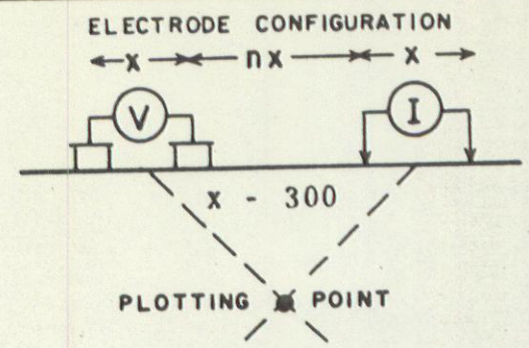 ELECTRODE CONFIGURATION
x nx x
V I
x - 300
PLOTTING POINT